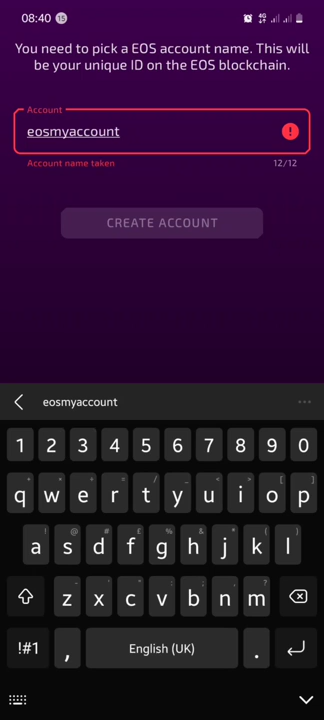 08:40 15 4G
You need to pick a EOS account name. This will
be your unique ID on the EOS blockchain.
Account
eosmyaccount
Account name taken 12/12
CREATE ACCOUNT
eosmyaccount
1 2 3 4 5 6 7 8 9 0
q w e r t y u i o p
a s d f g h j k l
z x c v b n m
!#1 , English (UK) .